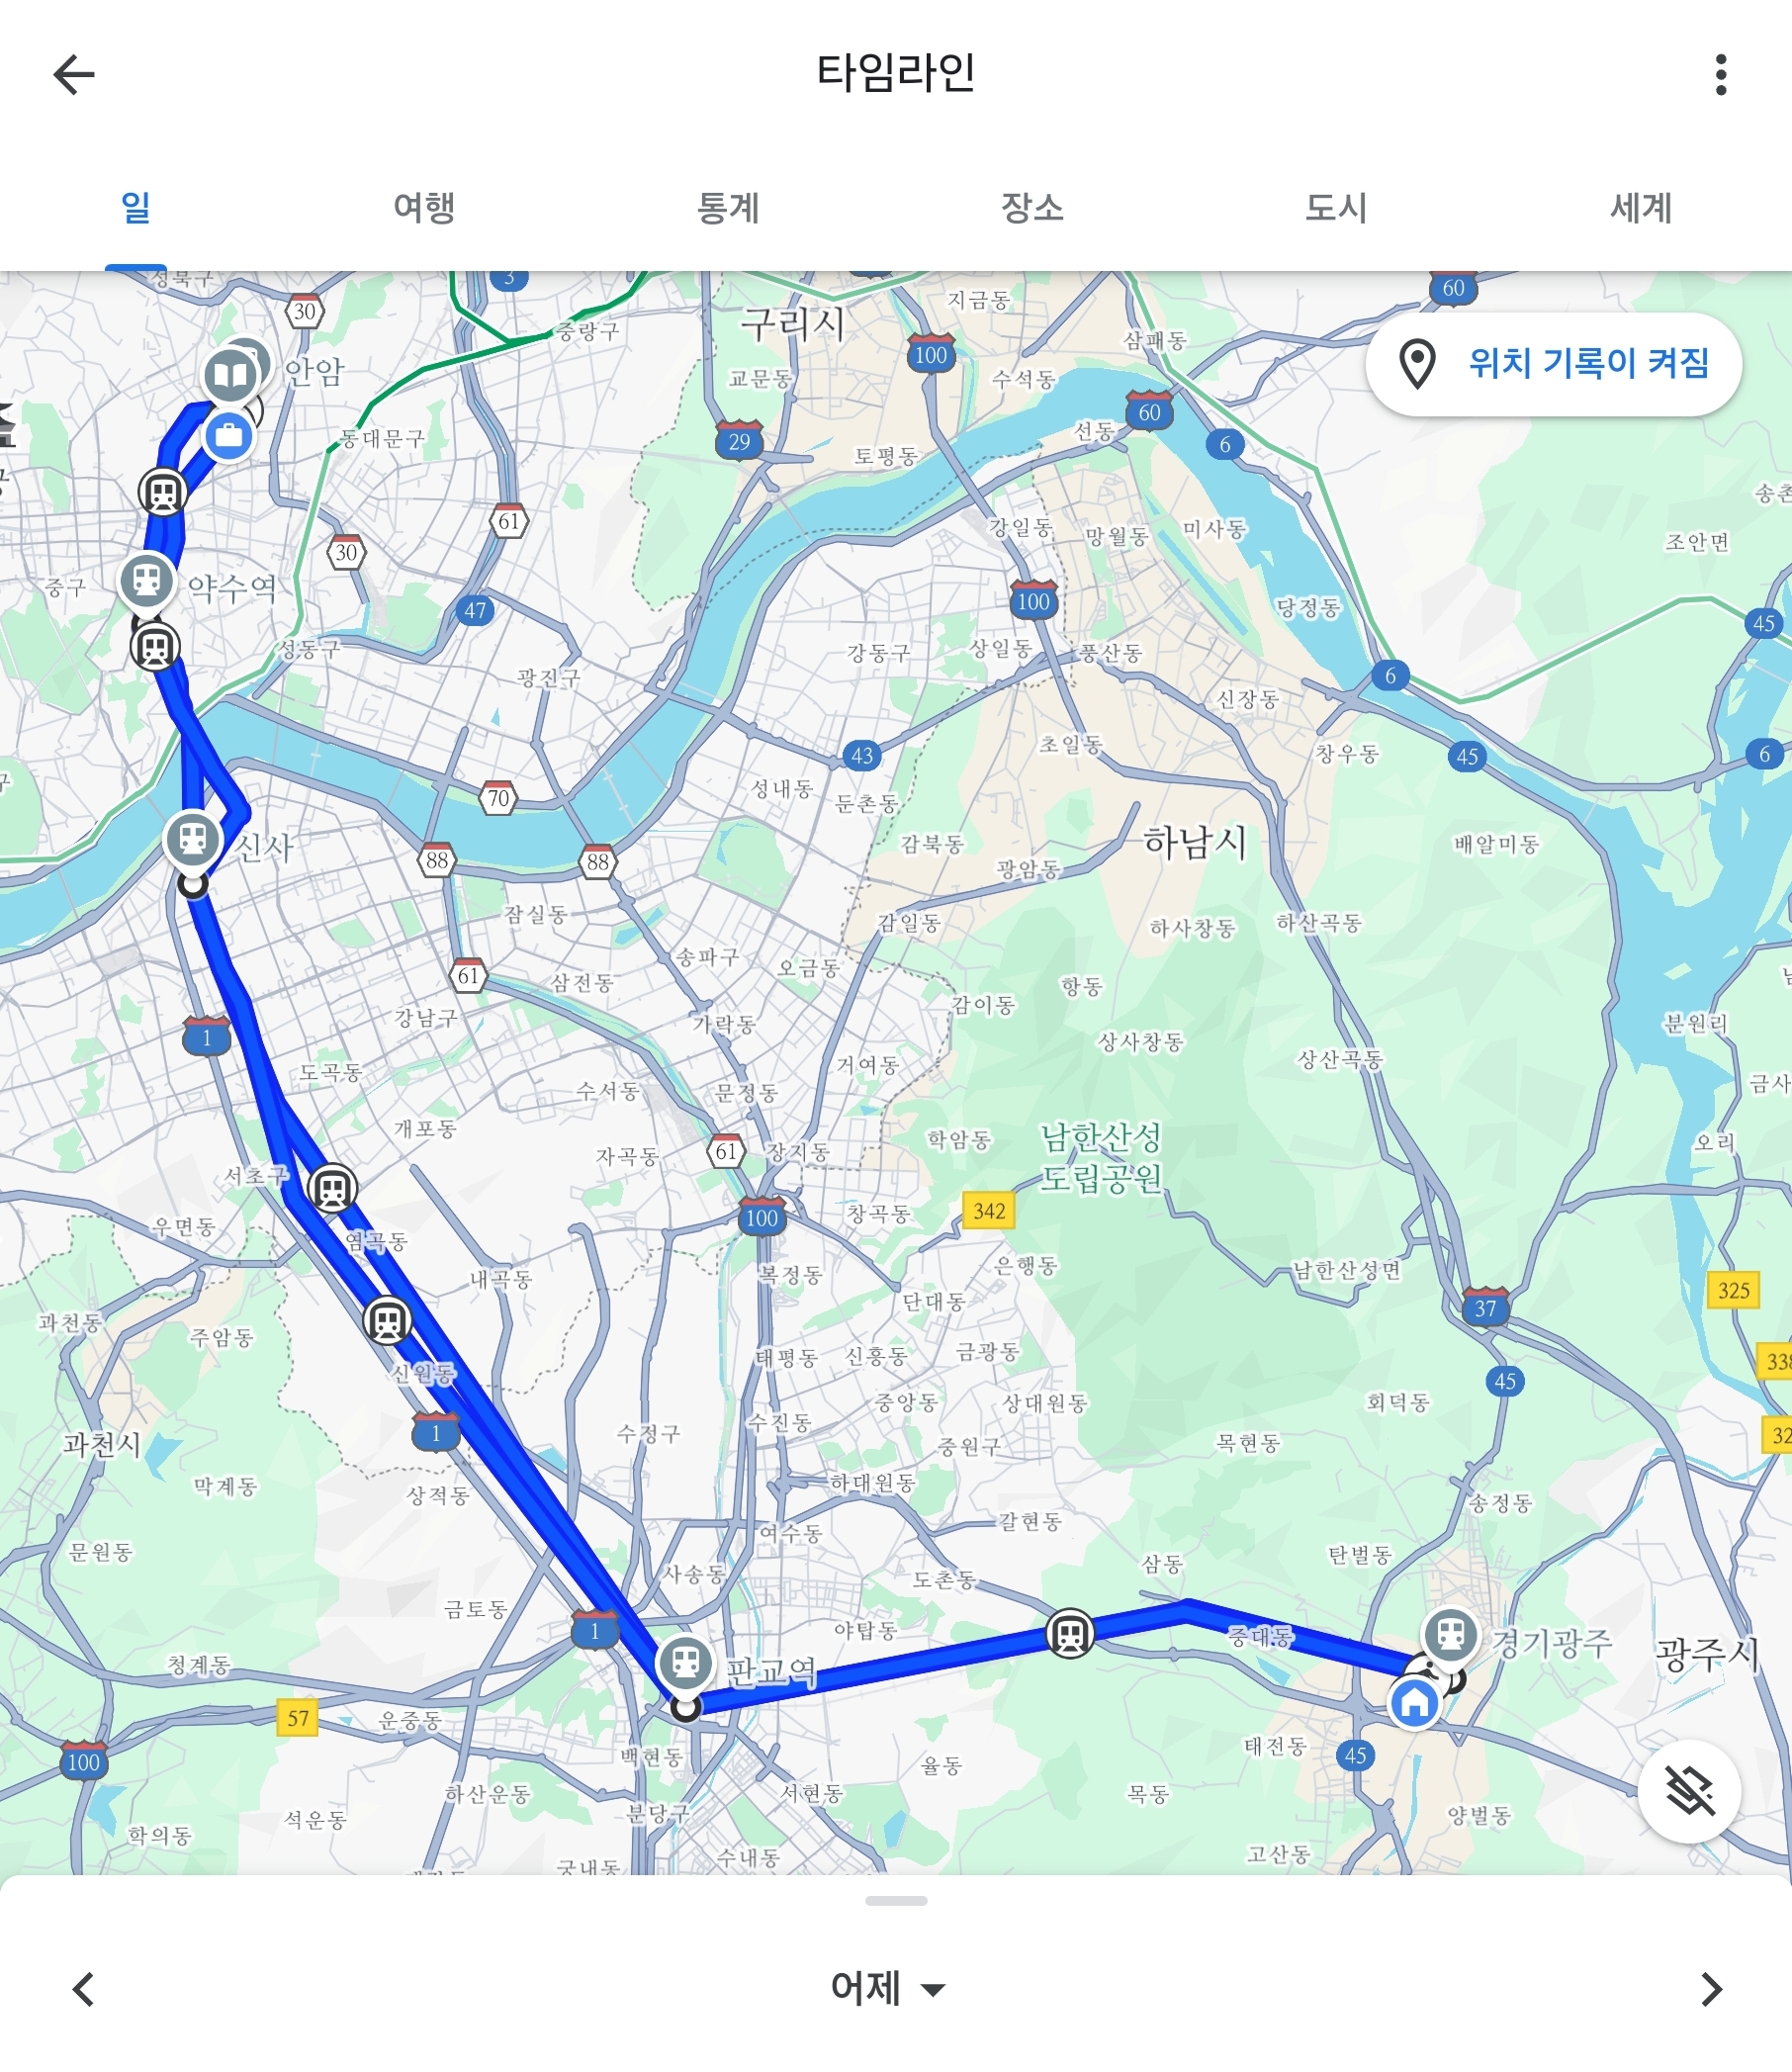 타임라인
일
여행
통계
장소
도시
세계
위치 기록이 켜짐
성북구
30
3
중랑구
구리시
지금동
60
안암
교문동
100
수석동
삼패동
60
동대문구
29
토평동
선동
6
61
강일동
망월동
미사동
조안면
30
중구
약수역
47
100
당정동
45
성동구
광진구
강동구
상일동
풍산동
6
신장동
43
초일동
창우동
45
6
70
성내동
둔촌동
신사
88
88
감북동
광암동
하남시
배알미동
잠실동
감일동
하사창동
하산곡동
61
삼전동
송파구
오금동
항동
1
강남구
가락동
감이동
상사창동
분원리
도곡동
수서동
문정동
거여동
상산곡동
개포동
자곡동
61
장지동
학암동
남한산성
도립공원
오리
서초구
우면동
100
창곡동
342
염곡동
내곡동
복정동
은행동
남한산성면
325
과천동
주암동
단대동
37
신원동
태평동
신흥동
금광동
45
과천시
1
수정구
수진동
중앙동
상대원동
회덕동
중원구
목현동
막계동
상적동
하대원동
송정동
문원동
여수동
갈현동
사송동
도촌동
삼동
탄벌동
금토동
1
야탑동
중대동
경기광주
광주시
청계동
판교역
57
운중동
100
백현동
율동
태전동
45
하산운동
서현동
목동
석운동
분당구
양벌동
학의동
수내동
고산동
궁내동
어제